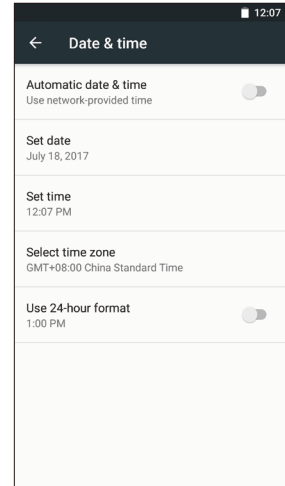 12:07
Date & time
Automatic date & time
Use network-provided time
Set date
July 18, 2017
Set time
12:07 PM
Select time zone
GMT+08:00 China Standard Time
Use 24-hour format
1:00 PM